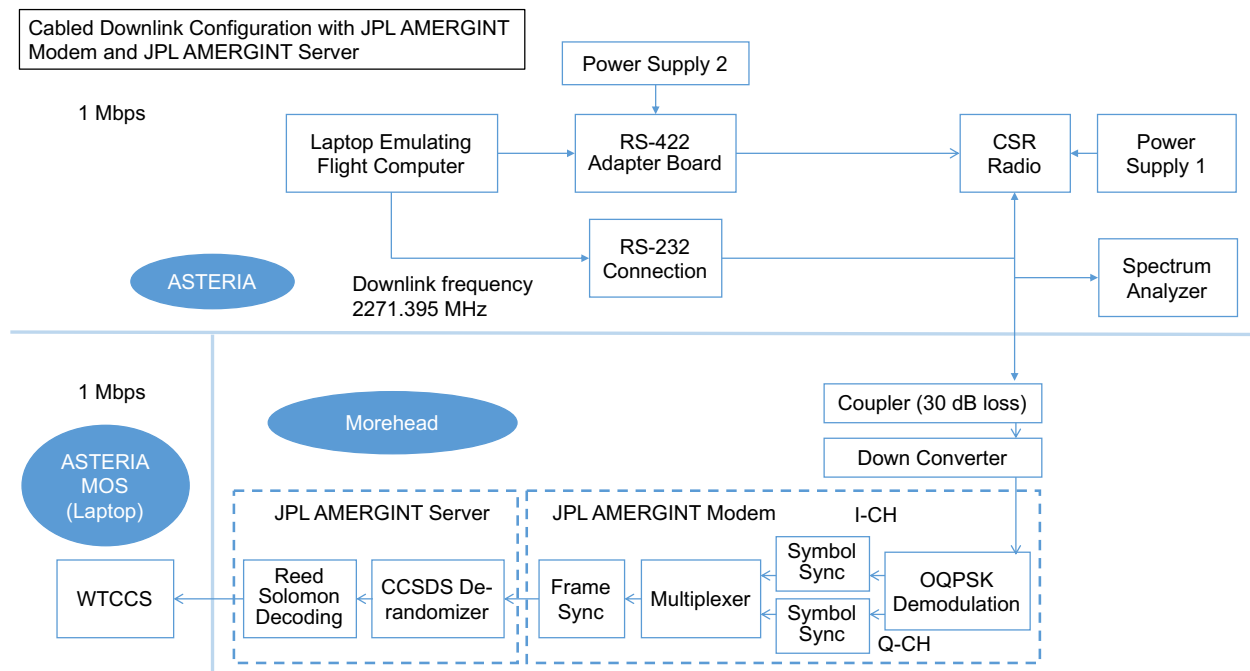 Cabled Downlink Configuration with JPL AMERGINT
Modem and JPL AMERGINT Server
Power Supply 2
1 Mbps
Laptop Emulating
Flight Computer
RS-422
Adapter Board
CSR
Radio
Power
Supply 1
RS-232
Connection
Spectrum
Analyzer
ASTERIA
Downlink frequency
2271.395 MHz
1 Mbps
Coupler (30 dB loss)
Morehead
ASTERIA
MOS
(Laptop)
Down Converter
JPL AMERGINT Server
JPL AMERGINT Modem
I-CH
WTCCS
Reed
Solomon
Decoding
CCSDS De-
randomizer
Frame
Sync
Multiplexer
Symbol
Sync
Symbol
Sync
OQPSK
Demodulation
Q-CH